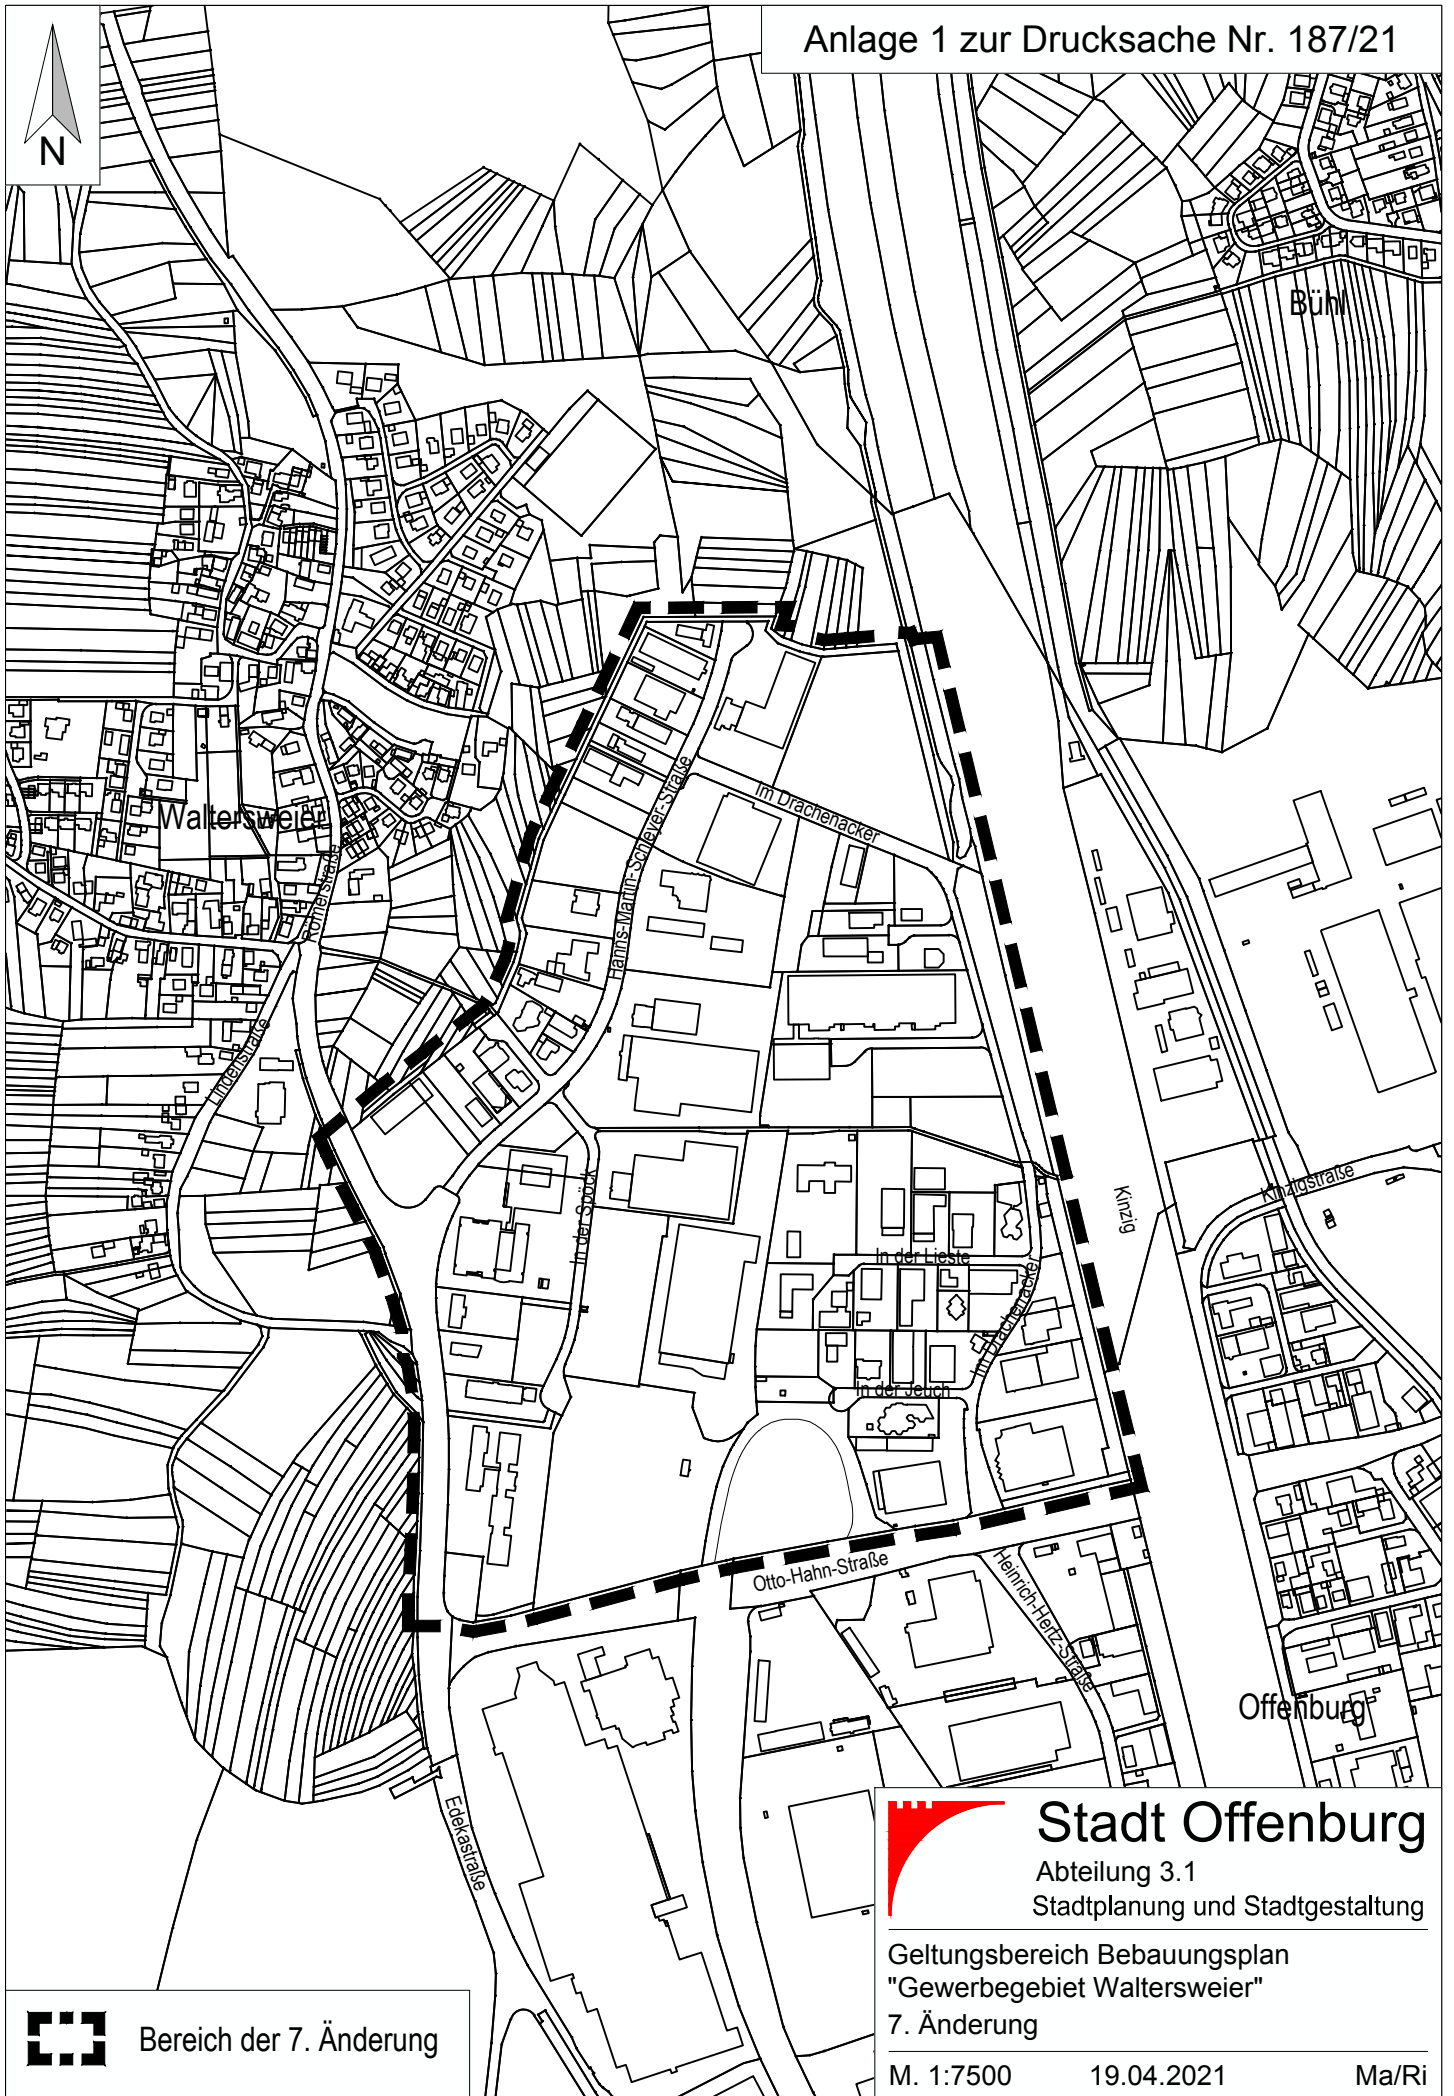 Anlage 1 zur Drucksache Nr. 187/21
N
Bühl
Waltersweier
Römerstraße
Lindenstraße
Hanns-Martin-Schleyer-Straße
Im Drachenacker
In der Spöck
Kinzig
Kinzigstraße
In der Lieste
Im Drachenacker
In der Jeuch
Otto-Hahn-Straße
Heinrich-Hertz-Straße
Offenburg
Edekastraße
Stadt Offenburg
Abteilung 3.1
Stadtplanung und Stadtgestaltung
Geltungsbereich Bebauungsplan
"Gewerbegebiet Waltersweier"
7. Änderung
M. 1:7500 19.04.2021 Ma/Ri
Bereich der 7. Änderung